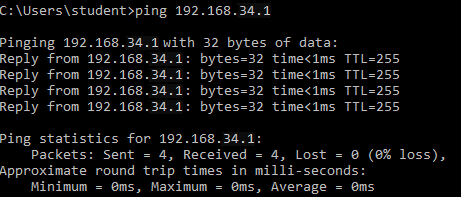 C:\Users\student>ping 192.168.34.1
Pinging 192.168.34.1 with 32 bytes of data:
Reply from 192.168.34.1: bytes=32 time<1ms TTL=255
Reply from 192.168.34.1: bytes=32 time<1ms TTL=255
Reply from 192.168.34.1: bytes=32 time<1ms TTL=255
Reply from 192.168.34.1: bytes=32 time<1ms TTL=255
Ping statistics for 192.168.34.1:
    Packets: Sent = 4, Received = 4, Lost = 0 (0% loss),
Approximate round trip times in milli-seconds:
    Minimum = 0ms, Maximum = 0ms, Average = 0ms